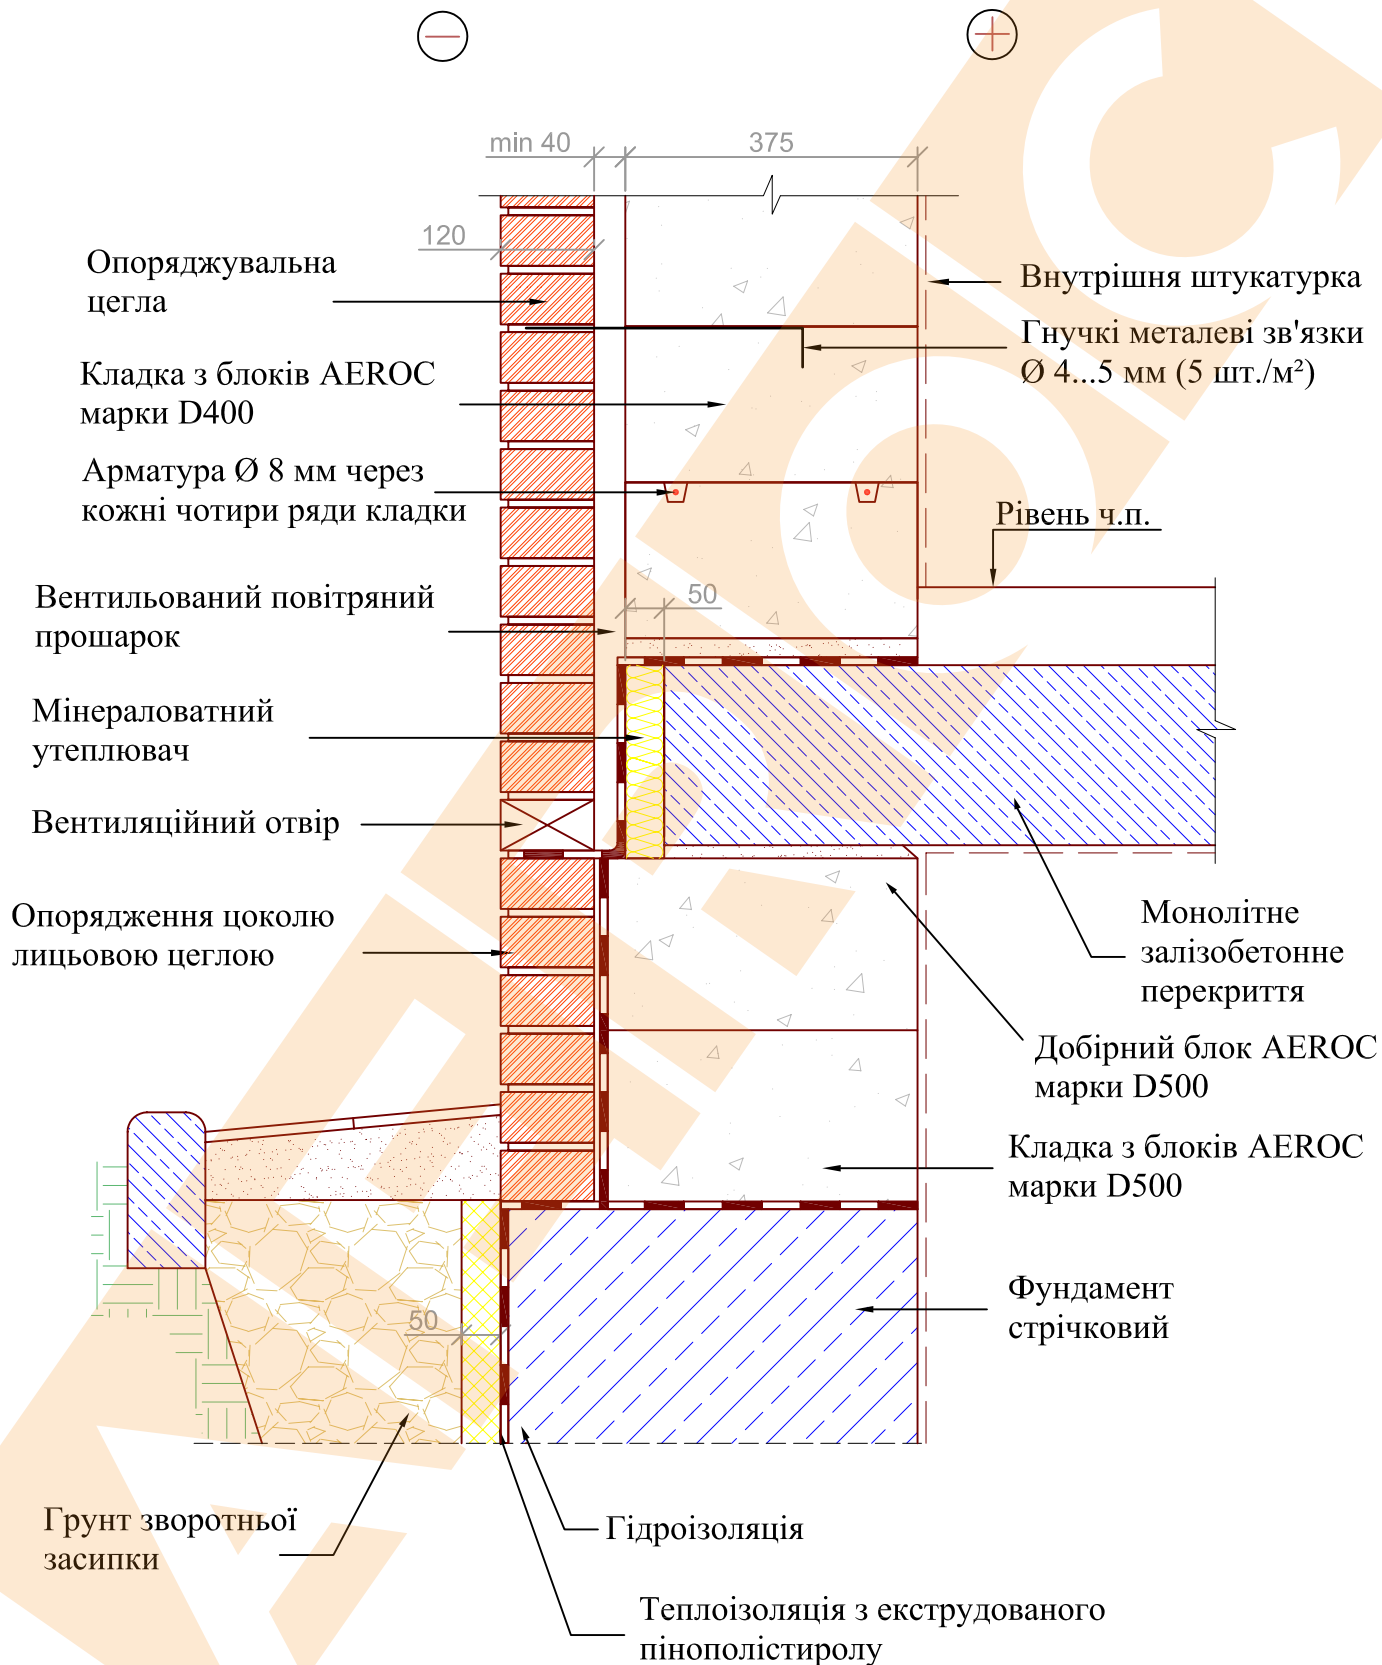 min 40
375
120
Опоряджувальна
цегла
Внутрішня штукатурка
Гнучкі металеві зв'язки
Ø 4...5 мм (5 шт./м²)
Кладка з блоків AEROC
марки D400
Арматура Ø 8 мм через
кожні чотири ряди кладки
Рівень ч.п.
Вентильований повітряний
прошарок
50
Мінераловатний
утеплювач
Вентиляційний отвір
Опорядження цоколю
лицьовою цеглою
Монолітне
залізобетонне
перекриття
Добірний блок AEROC
марки D500
Кладка з блоків AEROC
марки D500
Фундамент
стрічковий
50
Грунт зворотньої
засипки
Гідроізоляція
Теплоізоляція з екструдованого
пінополістиролу
AEROC